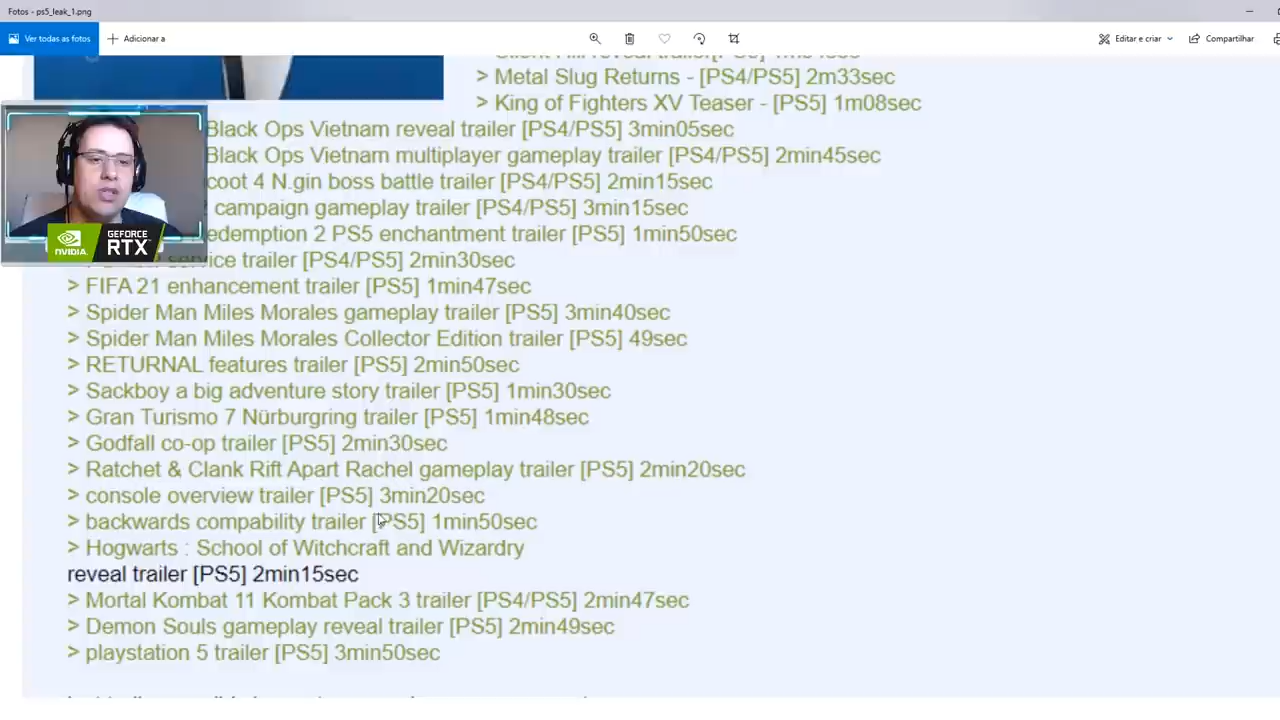 Fotos - ps5_leak_1.png
Ver todas as fotos
Adicionar a
Editar e criar
Compartilhar
> Metal Slug Returns - [PS4/PS5] 2m33sec
> King of Fighters XV Teaser - [PS5] 1m08sec
Black Ops Vietnam reveal trailer [PS4/PS5] 3min05sec
Black Ops Vietnam multiplayer gameplay trailer [PS4/PS5] 2min45sec
coot 4 N.gin boss battle trailer [PS4/PS5] 2min15sec
campaign gameplay trailer [PS4/PS5] 3min15sec
edemption 2 PS5 enchantment trailer [PS5] 1min50sec
service trailer [PS4/PS5] 2min30sec
NVIDIA.
GEFORCE
RTX
> FIFA 21 enhancement trailer [PS5] 1min47sec
> Spider Man Miles Morales gameplay trailer [PS5] 3min40sec
> Spider Man Miles Morales Collector Edition trailer [PS5] 49sec
> RETURNAL features trailer [PS5] 2min50sec
> Sackboy a big adventure story trailer [PS5] 1min30sec
> Gran Turismo 7 Nürburgring trailer [PS5] 1min48sec
> Godfall co-op trailer [PS5] 2min30sec
> Ratchet & Clank Rift Apart Rachel gameplay trailer [PS5] 2min20sec
> console overview trailer [PS5] 3min20sec
> backwards compability trailer [PS5] 1min50sec
> Hogwarts : School of Witchcraft and Wizardry
reveal trailer [PS5] 2min15sec
> Mortal Kombat 11 Kombat Pack 3 trailer [PS4/PS5] 2min47sec
> Demon Souls gameplay reveal trailer [PS5] 2min49sec
> playstation 5 trailer [PS5] 3min50sec